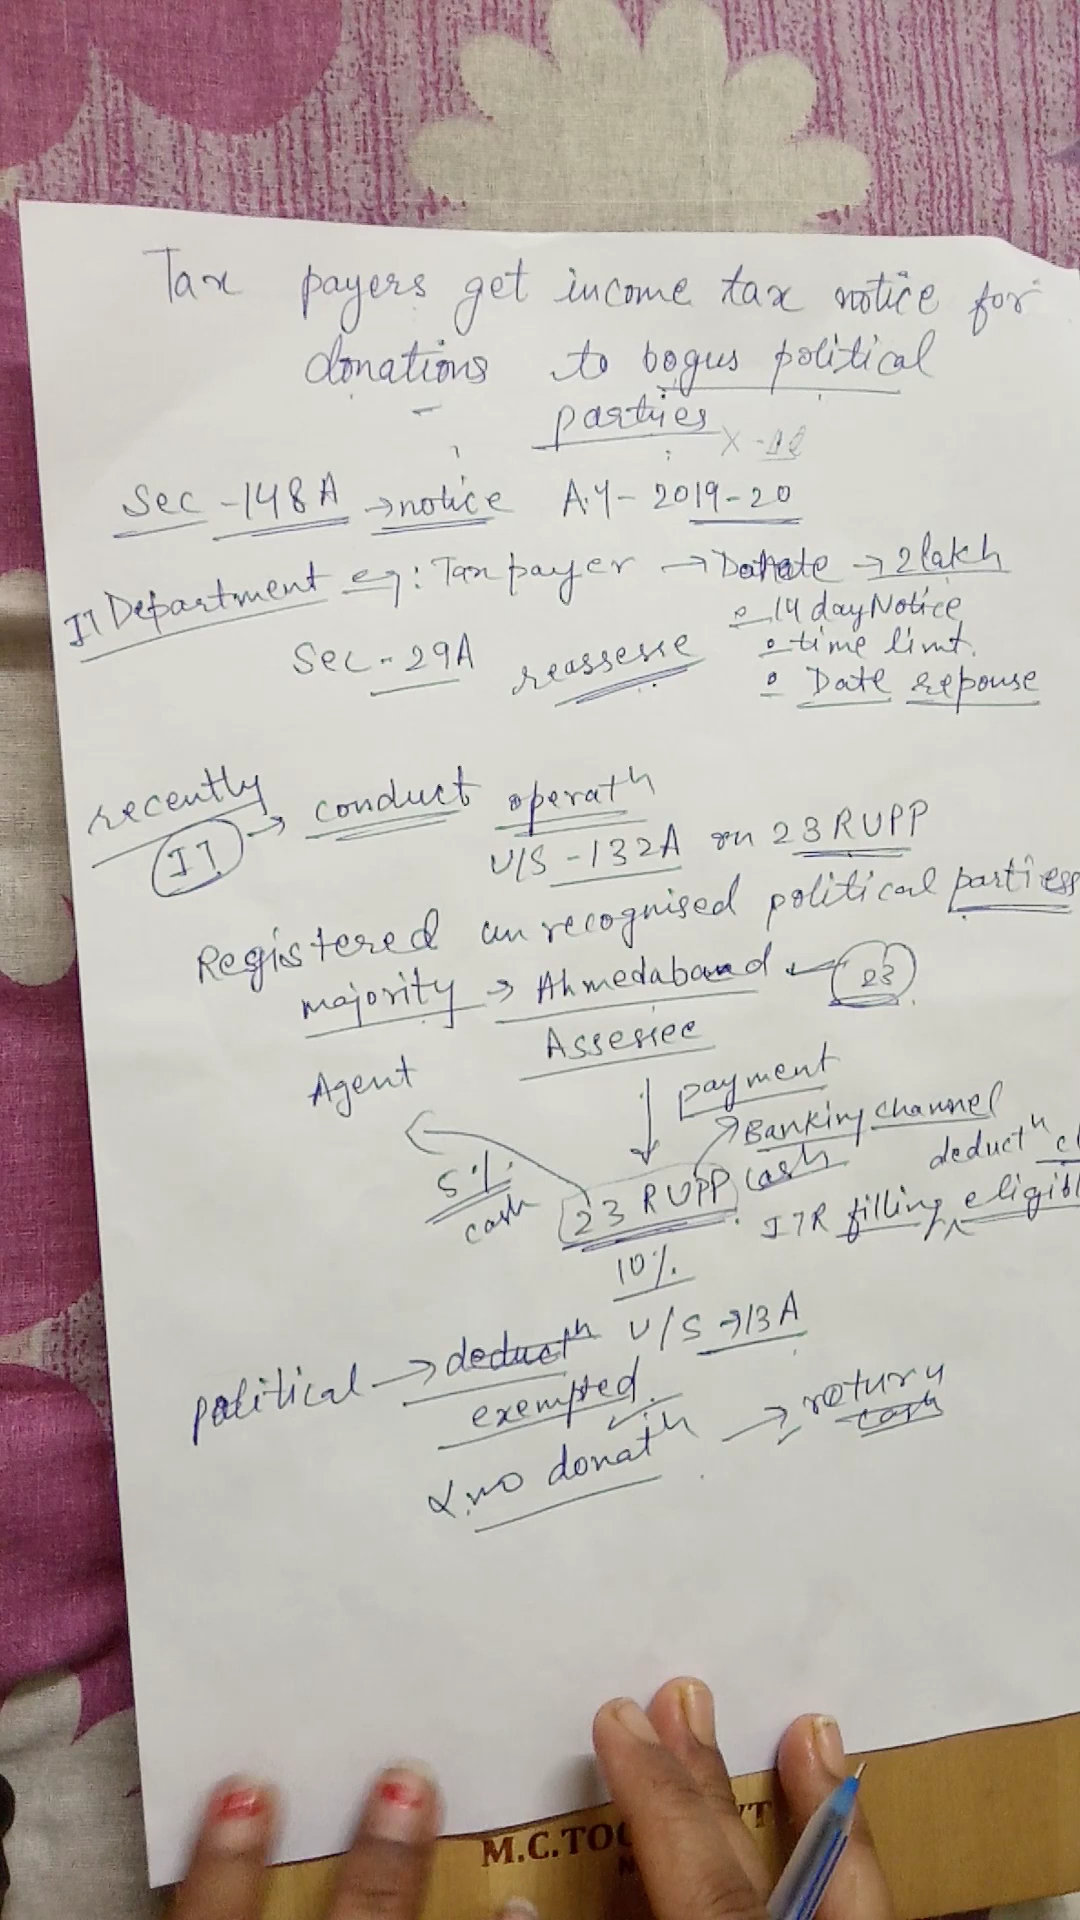 Tax payers get income tax notice for
donations to bogus political
parties
Sec -148A → notice A.Y - 2019-20
IT Department eg: Tax payer → Donate → 2 lakh
14 day Notice
Sec - 29A reassesse
time limt.
Date reponse
recently
IT → conduct operatⁿ
U/S -132A on 23 RUPP
Registered un recognised political parties
majority → Ahmedabad ← 23
Assessee
Agent
payment
Banking channel
5% cash
23 RUPP cash
deductⁿ
ITR filling eligibl
10%
political → deductⁿ U/S → 13A
exempted
& no donatⁿ → return
cash
M.C.TO